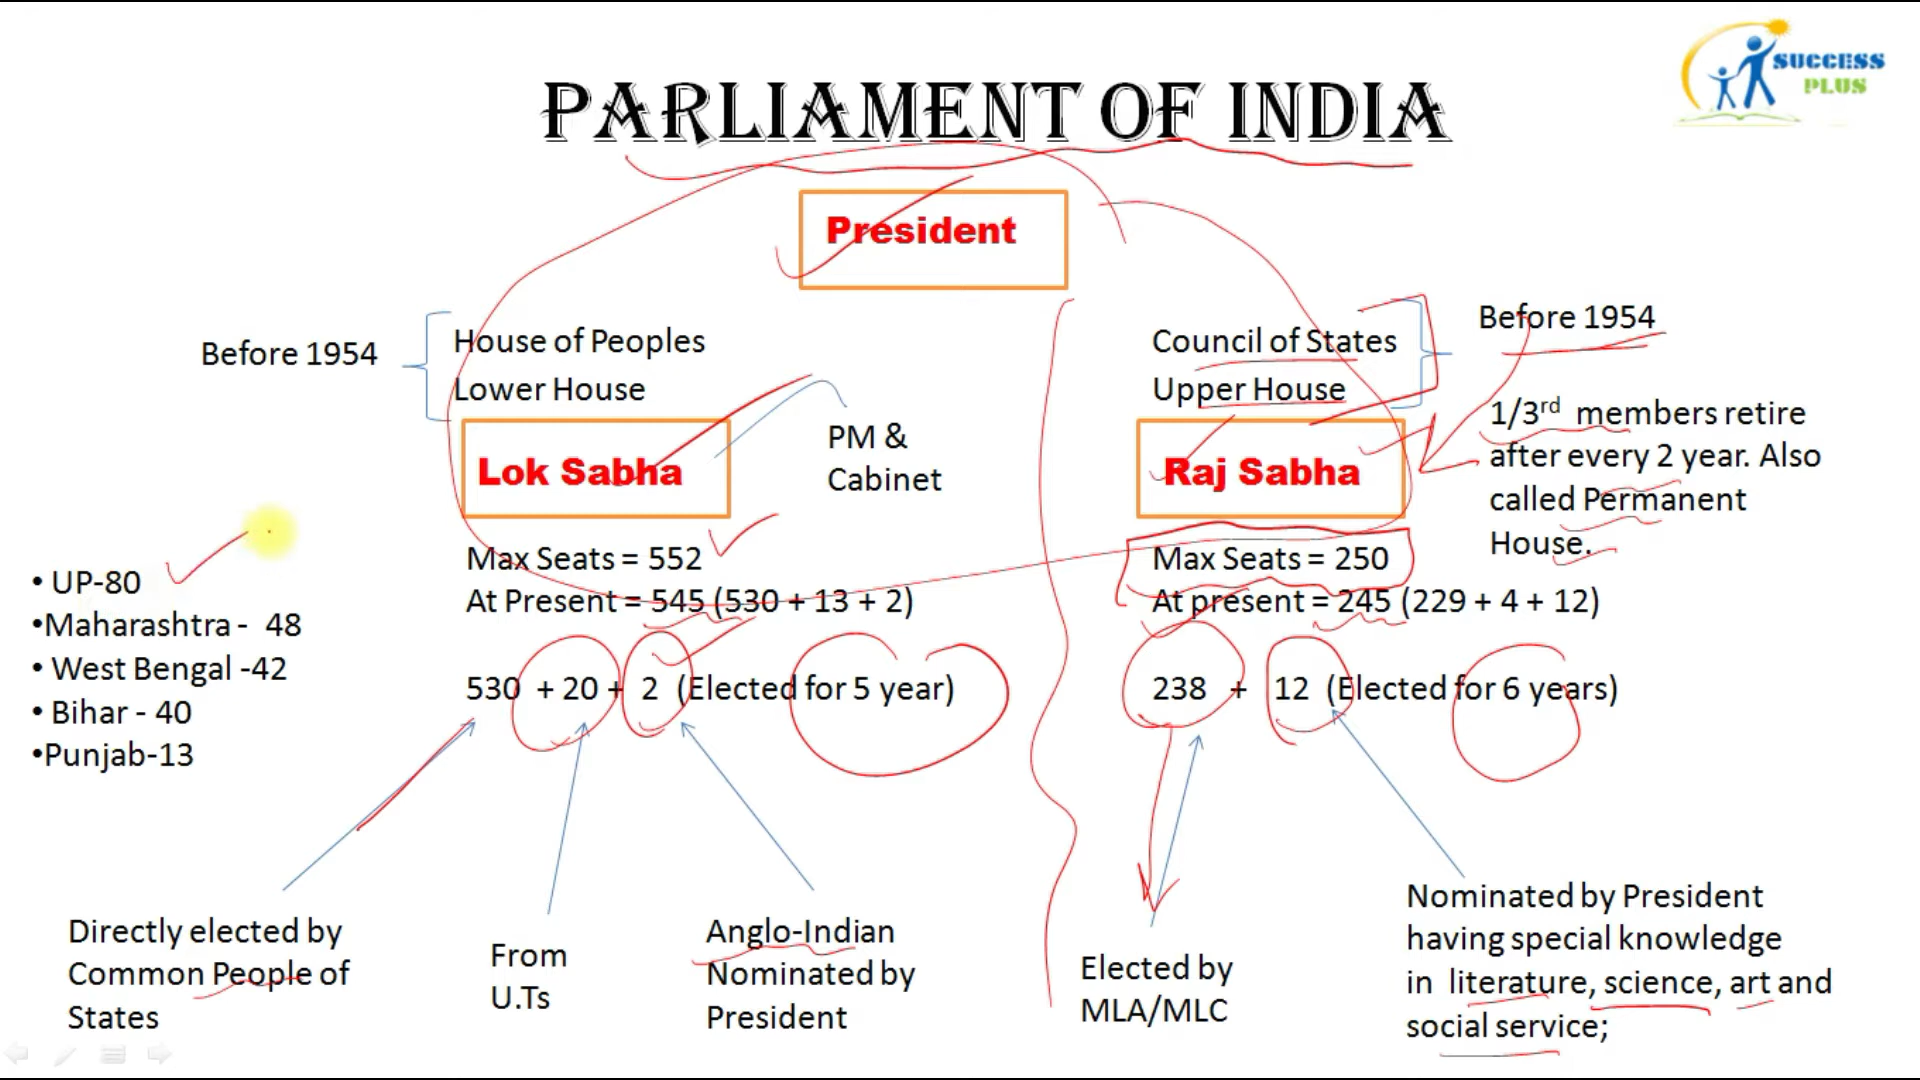 SUCCESS
PLUS
PARLIAMENT OF INDIA
President
Before 1954
House of Peoples
Lower House
Lok Sabha
PM &
Cabinet
Max Seats = 552
At Present = 545 (530 + 13 + 2)
530 + 20 + 2 (Elected for 5 year)
Council of States
Upper House
Before 1954
Raj Sabha
1/3rd members retire
after every 2 year. Also
called Permanent
House.
Max Seats = 250
At present = 245 (229 + 4 + 12)
238 + 12 (Elected for 6 years)
• UP-80
•Maharashtra - 48
• West Bengal -42
• Bihar - 40
•Punjab-13
Directly elected by
Common People of
States
From
U.Ts
Anglo-Indian
Nominated by
President
Elected by
MLA/MLC
Nominated by President
having special knowledge
in literature, science, art and
social service;